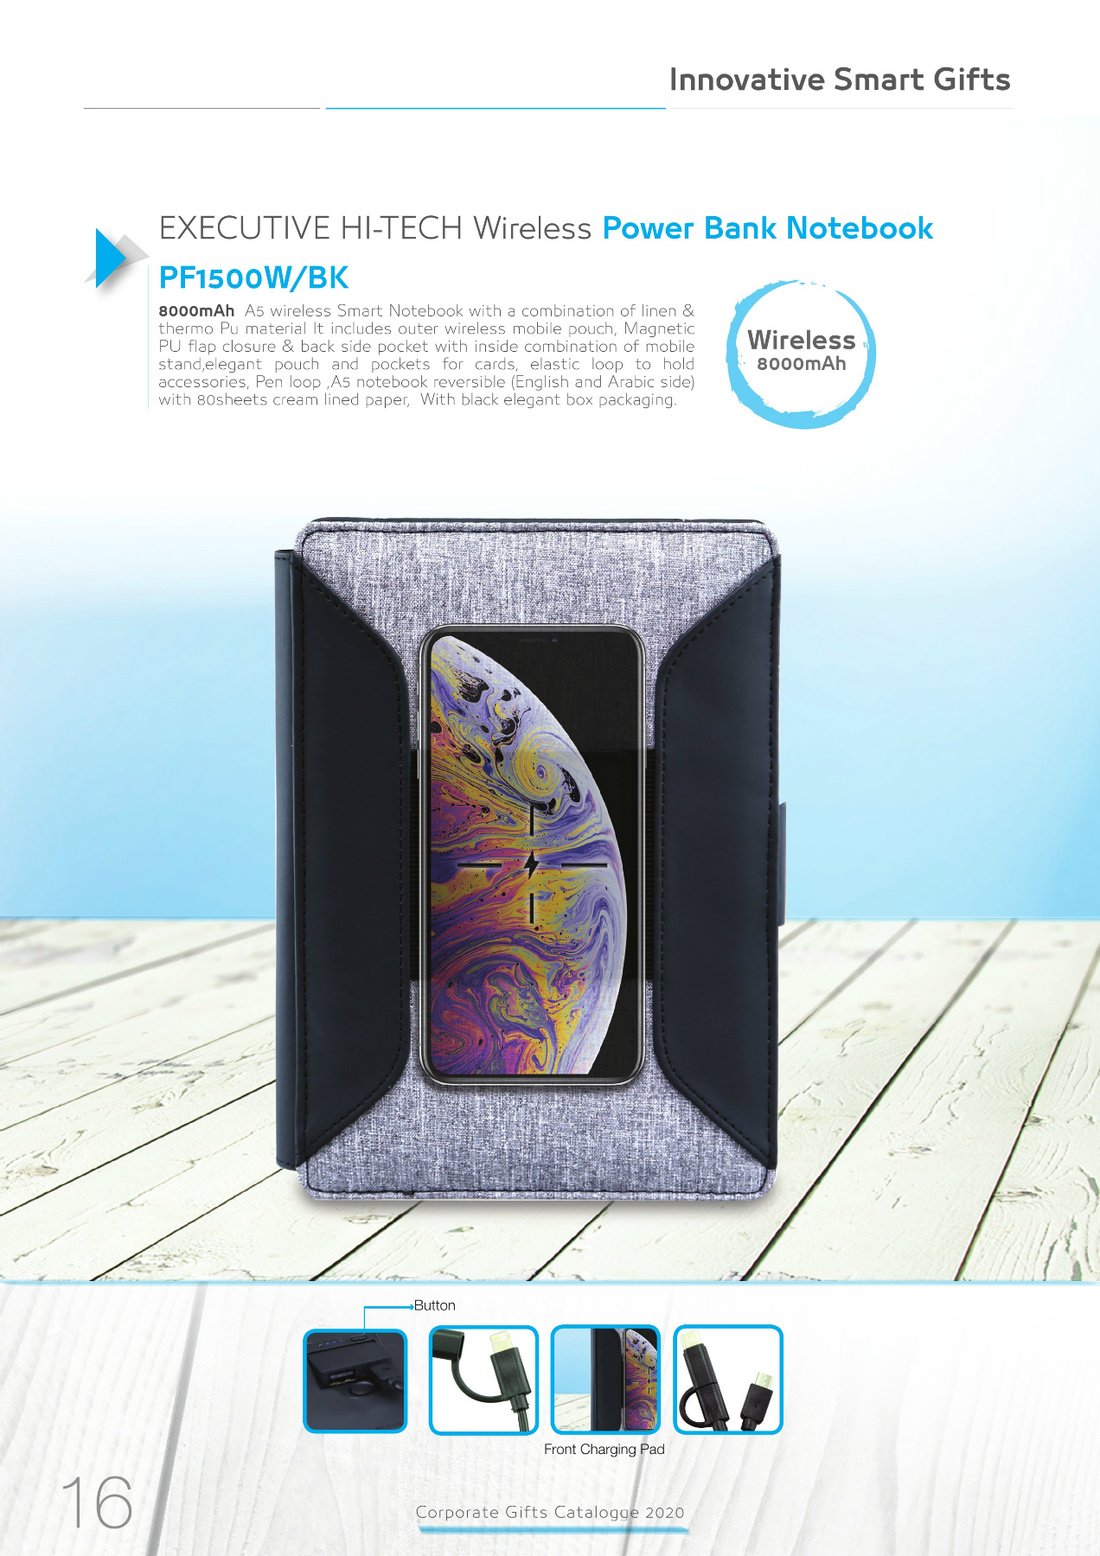 Innovative Smart Gifts
EXECUTIVE HI-TECH Wireless Power Bank Notebook
PF1500W/BK
8000mAh A5 wireless Smart Notebook with a combination of linen &
thermo Pu material It includes outer wireless mobile pouch, Magnetic
PU flap closure & back side pocket with inside combination of mobile
stand,elegant pouch and pockets for cards, elastic loop to hold
accessories, Pen loop ,A5 notebook reversible (English and Arabic side)
with 80sheets cream lined paper, With black elegant box packaging.
Wireless
8000mAh
Button
Front Charging Pad
16
Corporate Gifts Catalogue 2020